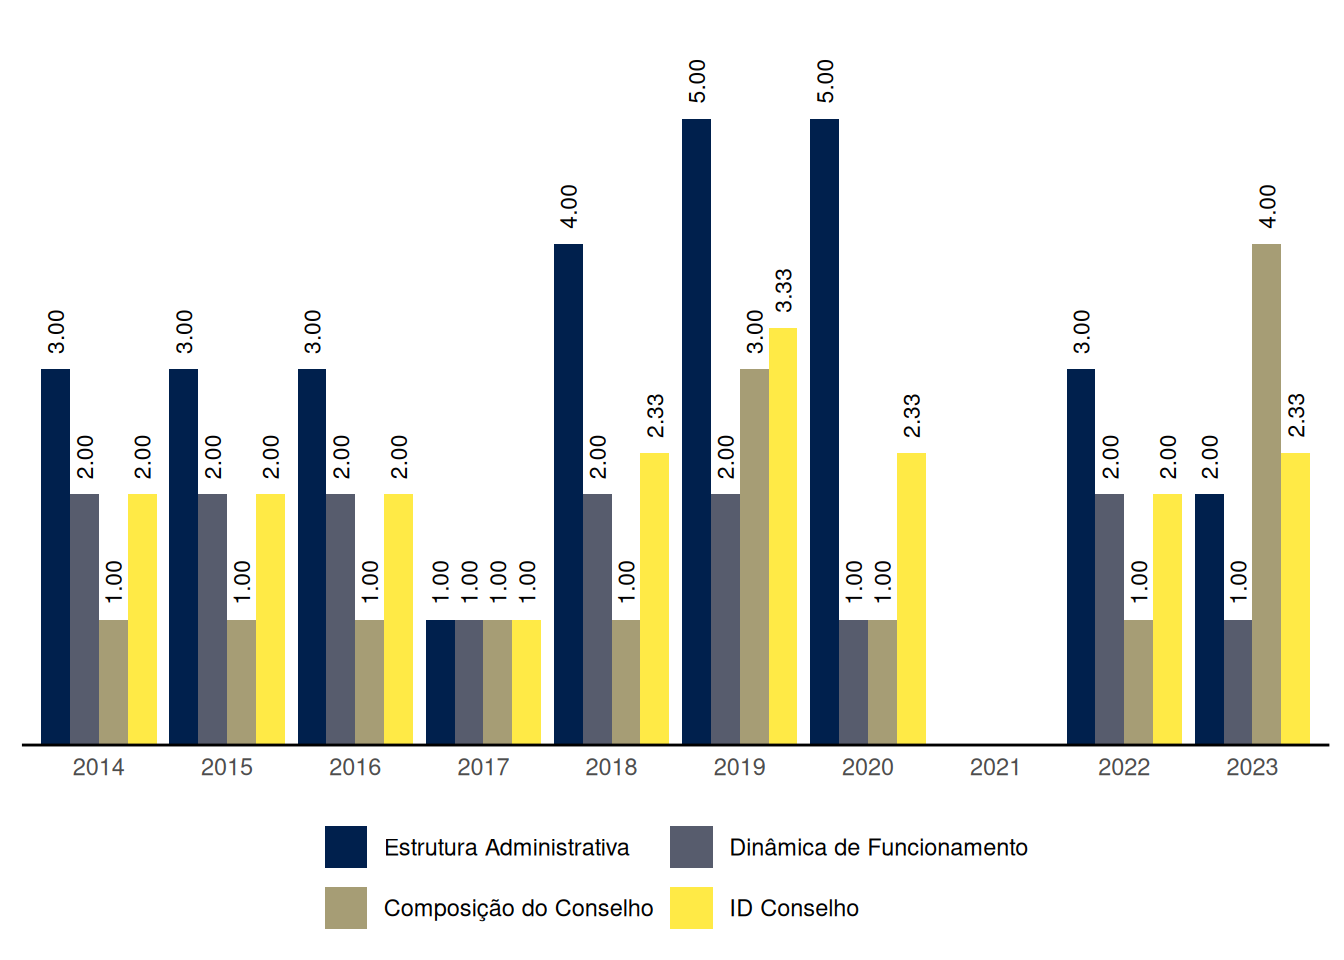 3.00 2.00 1.00 2.00 3.00 2.00 1.00 2.00 3.00 2.00 1.00 2.00 1.00 1.00 1.00 1.00 4.00 2.00 1.00 2.33 5.00 2.00 3.00 3.33 5.00 1.00 1.00 2.33 3.00 2.00 1.00 2.00 2.00 1.00 4.00 2.33
2014 2015 2016 2017 2018 2019 2020 2021 2022 2023
Estrutura Administrativa Dinâmica de Funcionamento
Composição do Conselho ID Conselho